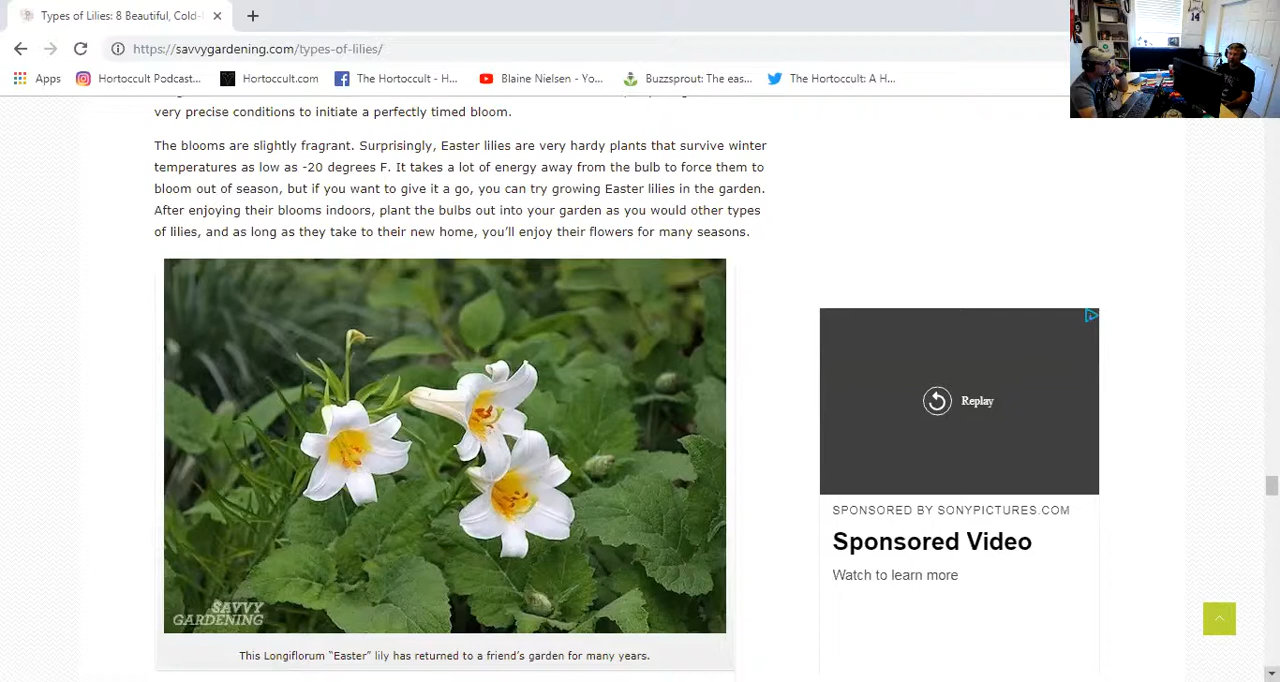 Types of Lilies: 8 Beautiful, Cold-
https://savvygardening.com/types-of-lilies/
Apps
Hortoccult Podcast...
Hortoccult.com
The Hortoccult - H...
Blaine Nielsen - Yo...
Buzzsprout: The eas...
The Hortoccult: A H...
very precise conditions to initiate a perfectly timed bloom.
The blooms are slightly fragrant. Surprisingly, Easter lilies are very hardy plants that survive winter
temperatures as low as -20 degrees F. It takes a lot of energy away from the bulb to force them to
bloom out of season, but if you want to give it a go, you can try growing Easter lilies in the garden.
After enjoying their blooms indoors, plant the bulbs out into your garden as you would other types
of lilies, and as long as they take to their new home, you’ll enjoy their flowers for many seasons.
SAVVY
GARDENING
This Longiflorum “Easter” lily has returned to a friend’s garden for many years.
Replay
SPONSORED BY SONYPICTURES.COM
Sponsored Video
Watch to learn more
14